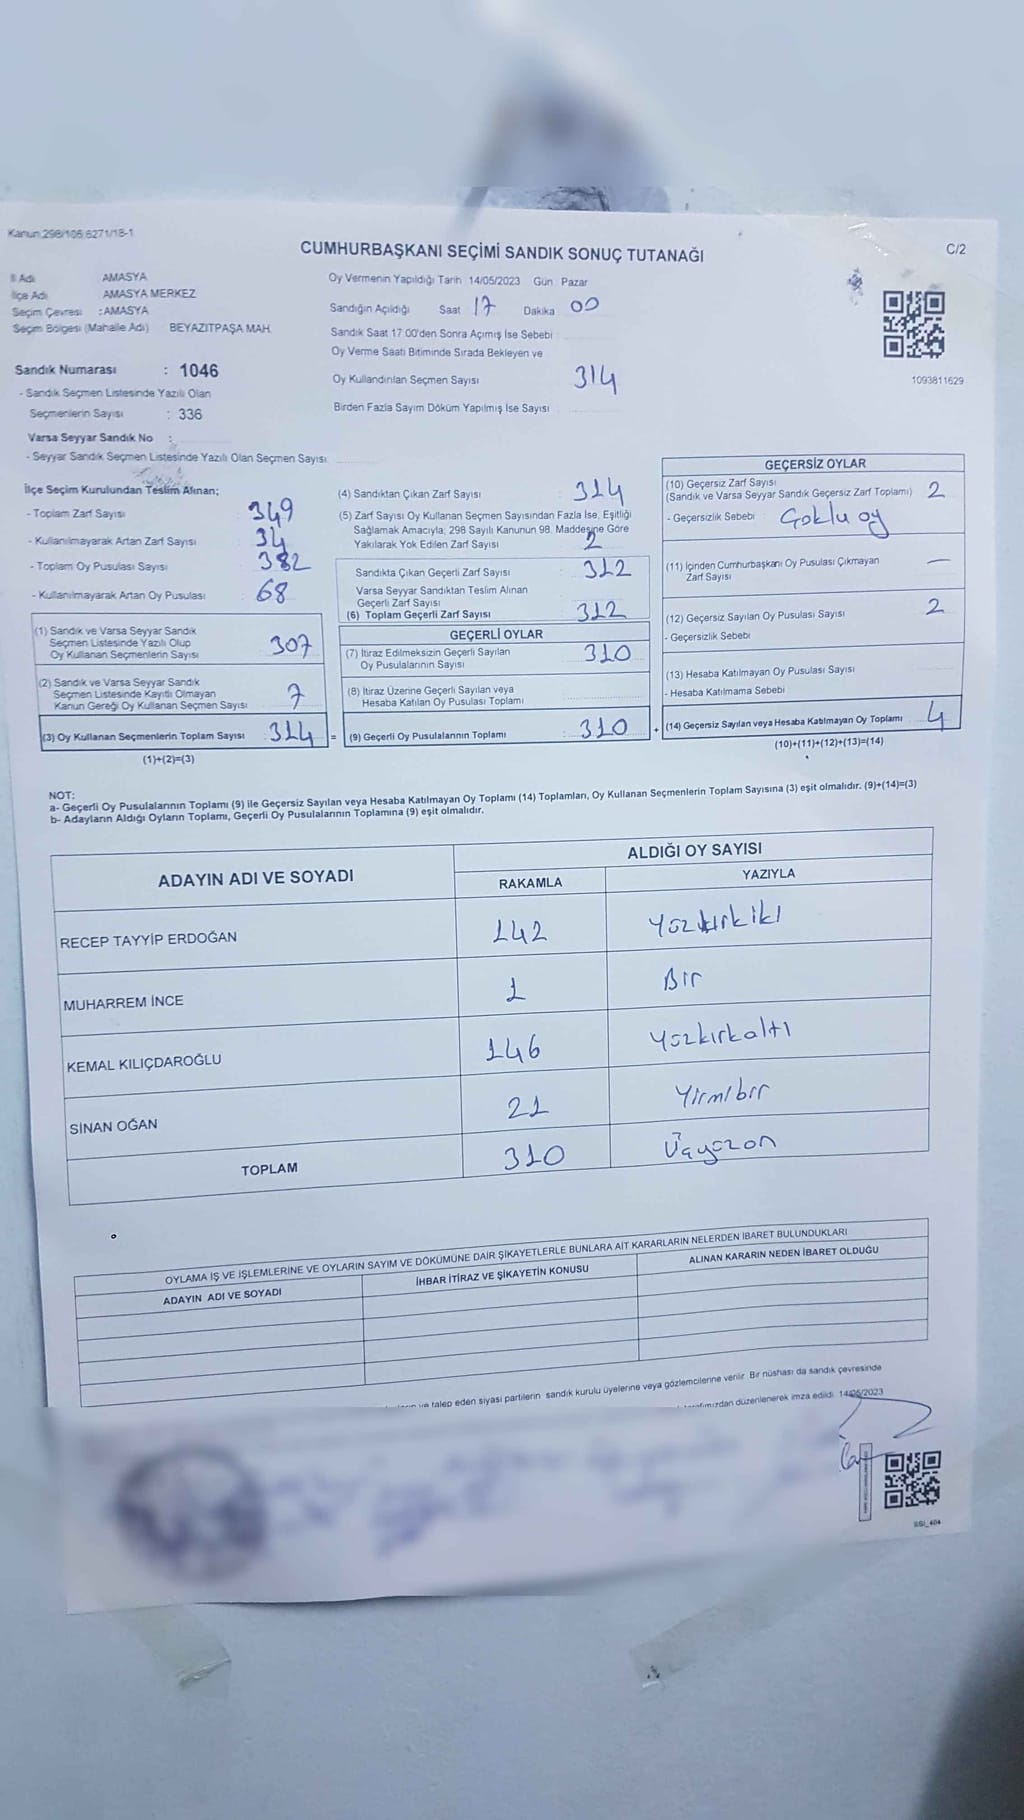 Kanun:298/106;6271/18-1
CUMHURBAŞKANI SEÇİMİ SANDIK SONUÇ TUTANAĞI
C/2
İl Adı AMASYA
İlçe Adı AMASYA MERKEZ
Seçim Çevresi : AMASYA
Seçim Bölgesi (Mahalle Adı) BEYAZITPAŞA MAH.
Sandık Numarası : 1046
- Sandık Seçmen Listesinde Yazılı Olan
Seçmenlerin Sayısı : 336
Varsa Seyyar Sandık No :
- Seyyar Sandık Seçmen Listesinde Yazılı Olan Seçmen Sayısı
Oy Vermenin Yapıldığı Tarih 14/05/2023 Gün : Pazar
Sandığın Açıldığı Saat 17 Dakika 00
Sandık Saat 17.00'den Sonra Açımış İse Sebebi
Oy Verme Saati Bitiminde Sırada Bekleyen ve
Oy Kullandırılan Seçmen Sayısı 314
Birden Fazla Sayım Döküm Yapılmış İse Sayısı
1093811629
İlçe Seçim Kurulundan Teslim Alınan;
- Toplam Zarf Sayısı : 349
- Kullanılmayarak Artan Zarf Sayısı : 34
- Toplam Oy Pusulası Sayısı : 382
- Kullanılmayarak Artan Oy Pusulası : 68
(1) Sandık ve Varsa Seyyar Sandık
Seçmen Listesinde Yazılı Olup
Oy Kullanan Seçmenlerin Sayısı 307
(2) Sandık ve Varsa Seyyar Sandık
Seçmen Listesinde Kayıtlı Olmayan
Kanun Gereği Oy Kullanan Seçmen Sayısı 7
(3) Oy Kullanan Seçmenlerin Toplam Sayısı : 314 =
(1)+(2)=(3)
(4) Sandıktan Çıkan Zarf Sayısı : 314
(5) Zarf Sayısı Oy Kullanan Seçmen Sayısından Fazla İse, Eşitliği
Sağlamak Amacıyla; 298 Sayılı Kanunun 98. Maddesine Göre
Yakılarak Yok Edilen Zarf Sayısı 2
Sandıkta Çıkan Geçerli Zarf Sayısı : 312
Varsa Seyyar Sandıktan Teslim Alınan
Geçerli Zarf Sayısı
(6) Toplam Geçerli Zarf Sayısı 312
GEÇERLİ OYLAR
(7) İtiraz Edilmeksizin Geçerli Sayılan
Oy Pusulalarının Sayısı 310
(8) İtiraz Üzerine Geçerli Sayılan veya
Hesaba Katılan Oy Pusulası Toplamı
(9) Geçerli Oy Pusulalarının Toplamı : 310 +
GEÇERSİZ OYLAR
(10) Geçersiz Zarf Sayısı
(Sandık ve Varsa Seyyar Sandık Geçersiz Zarf Toplamı) 2
- Geçersizlik Sebebi : Çoklu oy
(11) İçinden Cumhurbaşkanı Oy Pusulası Çıkmayan
Zarf Sayısı —
(12) Geçersiz Sayılan Oy Pusulası Sayısı 2
- Geçersizlik Sebebi
(13) Hesaba Katılmayan Oy Pusulası Sayısı
- Hesaba Katılmama Sebebi
(14) Geçersiz Sayılan veya Hesaba Katılmayan Oy Toplamı 4
(10)+(11)+(12)+(13)=(14)
NOT:
a- Geçerli Oy Pusulalarının Toplamı (9) ile Geçersiz Sayılan veya Hesaba Katılmayan Oy Toplamı (14) Toplamları, Oy Kullanan Seçmenlerin Toplam Sayısına (3) eşit olmalıdır. (9)+(14)=(3)
b- Adayların Aldığı Oyların Toplamı, Geçerli Oy Pusulalarının Toplamına (9) eşit olmalıdır.
ADAYIN ADI VE SOYADI
ALDIĞI OY SAYISI
RAKAMLA YAZIYLA
RECEP TAYYİP ERDOĞAN 142 Yüzkırkiki
MUHARREM İNCE 1 Bir
KEMAL KILIÇDAROĞLU 146 Yüzkırkaltı
SİNAN OĞAN 21 Yirmibir
TOPLAM 310 Üçyüzon
OYLAMA İŞ VE İŞLEMLERİNE VE OYLARIN SAYIM VE DÖKÜMÜNE DAİR ŞİKAYETLERLE BUNLARA AİT KARARLARIN NELERDEN İBARET BULUNDUKLARI
ADAYIN ADI VE SOYADI İHBAR İTİRAZ VE ŞİKAYETİN KONUSU ALINAN KARARIN NEDEN İBARET OLDUĞU
ve talep eden siyasi partilerin sandık kurulu üyelerine veya gözlemcilerine verilir. Bir nüshası da sandık çevresinde
tarafımızdan düzenlenerek imza edildi. 14/05/2023